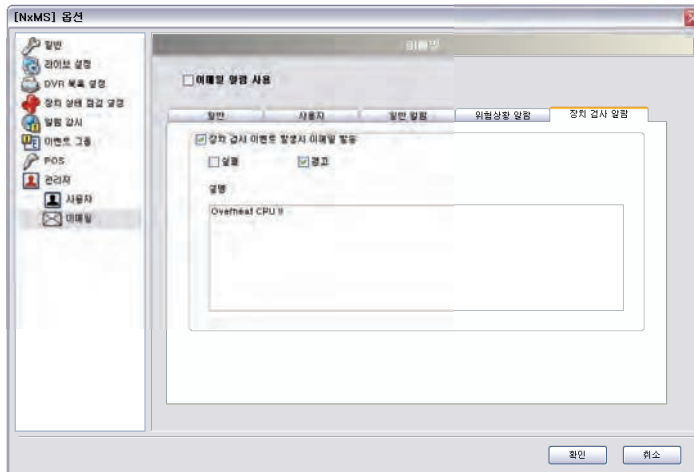 [NxMS] 옵션
일반
라이브 설정
DVR 목록 설정
장치 상태 점검 설정
알람 감시
이벤트 그룹
POS
관리자
사용자
이메일
이메일
이메일 알람 사용
일반 사용자 일반 알람 위험상황 알람 장치 검사 알람
장치 검사 이벤트 발생시 이메일 발송
실패 경고
설명
Overheat CPU !!
확인 취소